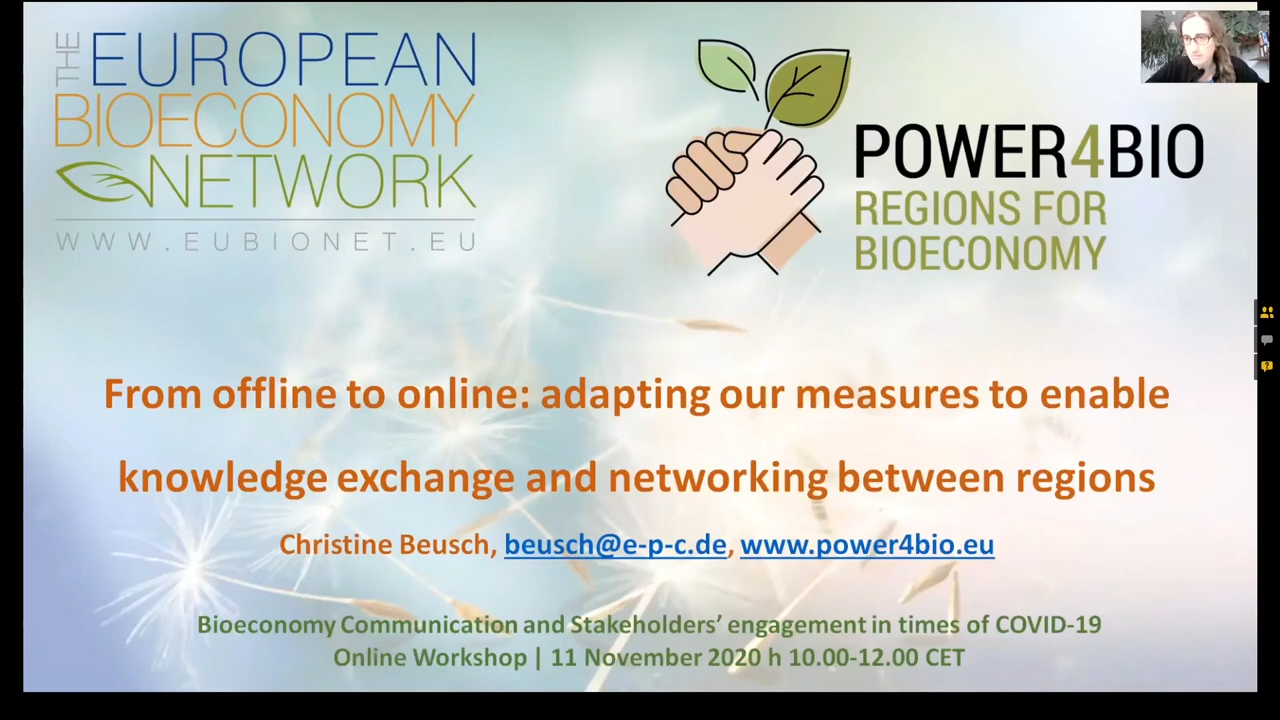 THE EUROPEAN
BIOECONOMY
NETWORK
WWW.EUBIONET.EU
POWER4BIO
REGIONS FOR
BIOECONOMY
From offline to online: adapting our measures to enable
knowledge exchange and networking between regions
Christine Beusch, beusch@e-p-c.de, www.power4bio.eu
Bioeconomy Communication and Stakeholders’ engagement in times of COVID-19
Online Workshop | 11 November 2020 h 10.00-12.00 CET